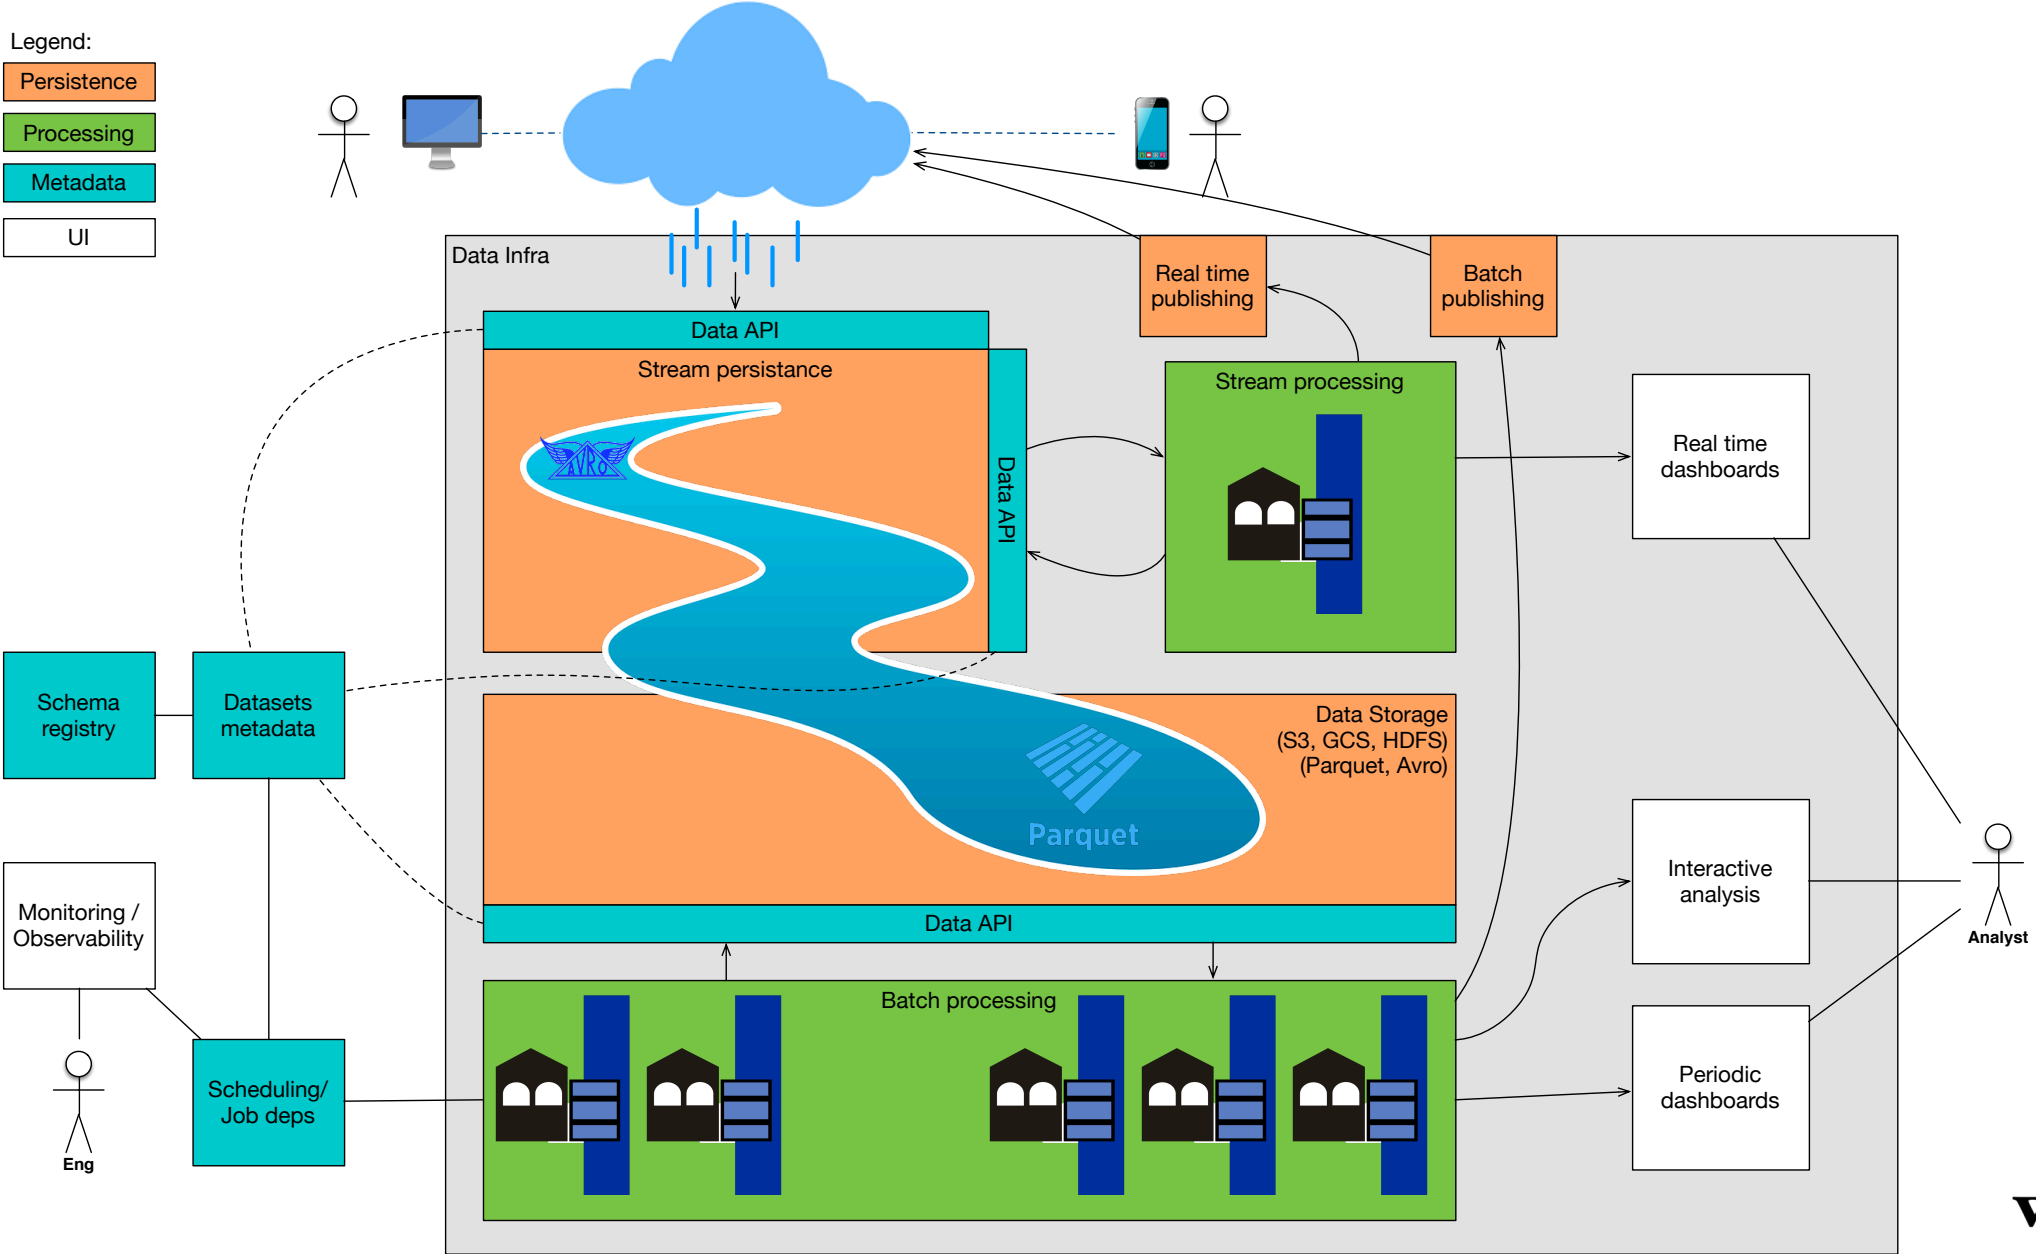 Legend:
Persistence
Processing
Metadata
UI
Data Infra
Real time
publishing
Batch
publishing
Data API
Stream persistance
AVRO
Data API
Stream processing
Real time
dashboards
Schema
registry
Datasets
metadata
Data Storage
(S3, GCS, HDFS)
(Parquet, Avro)
Parquet
Data API
Monitoring /
Observability
Interactive
analysis
Analyst
Batch processing
Scheduling/
Job deps
Periodic
dashboards
Eng